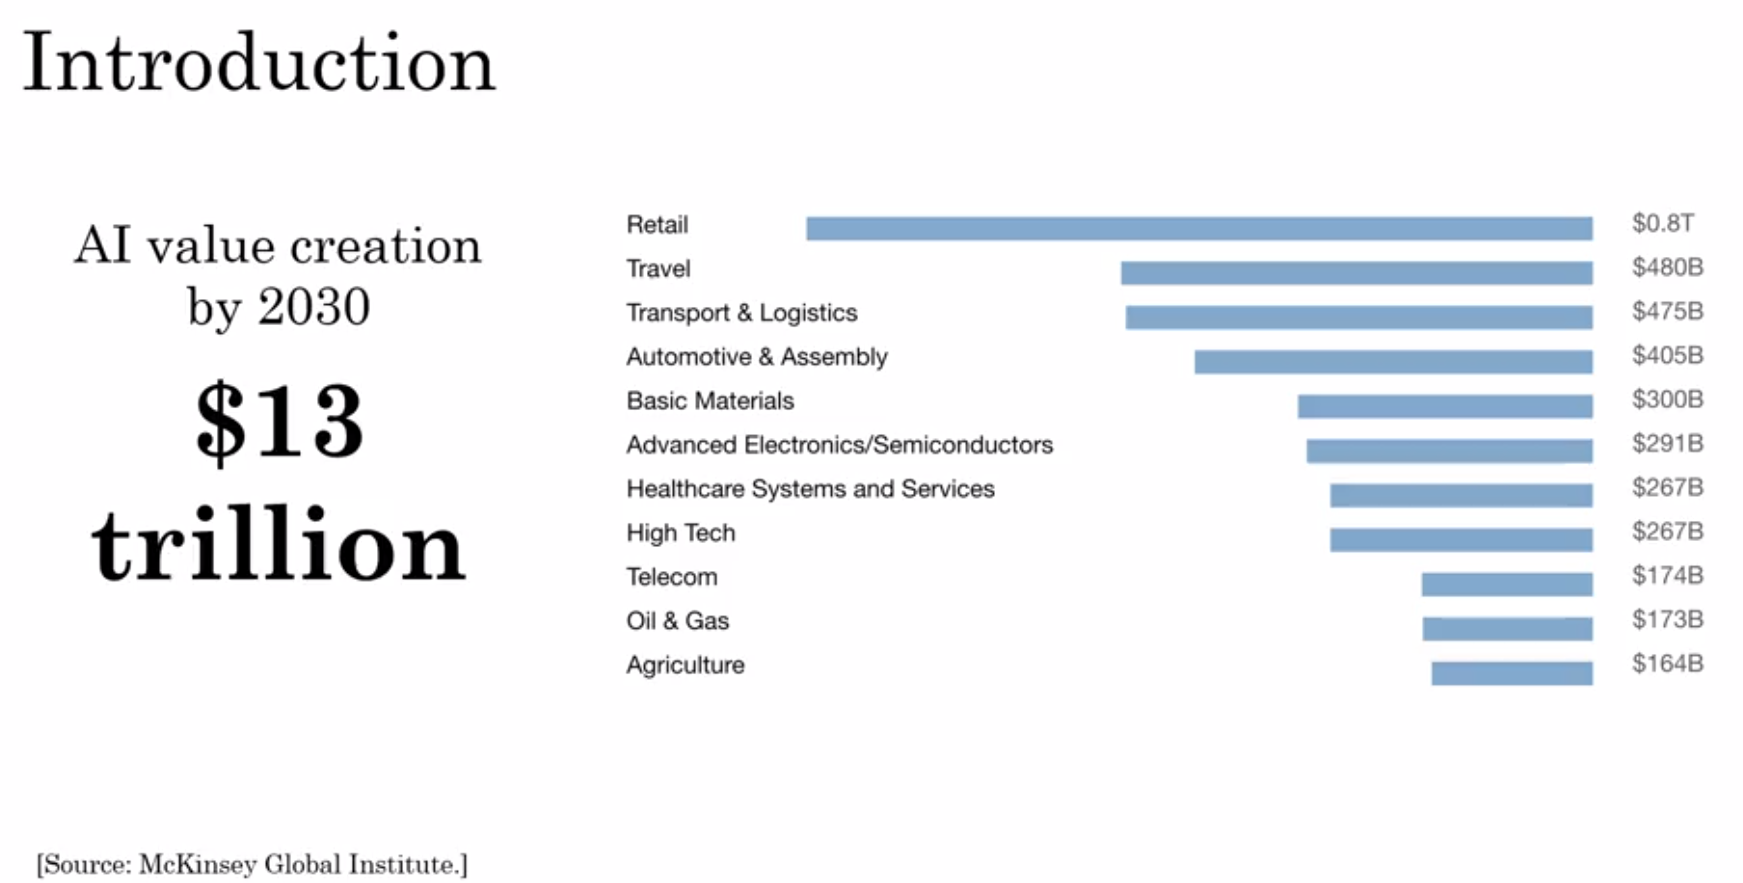 Introduction
AI value creation
by 2030
$13
trillion
Retail $0.8T
Travel $480B
Transport & Logistics $475B
Automotive & Assembly $405B
Basic Materials $300B
Advanced Electronics/Semiconductors $291B
Healthcare Systems and Services $267B
High Tech $267B
Telecom $174B
Oil & Gas $173B
Agriculture $164B
[Source: McKinsey Global Institute.]